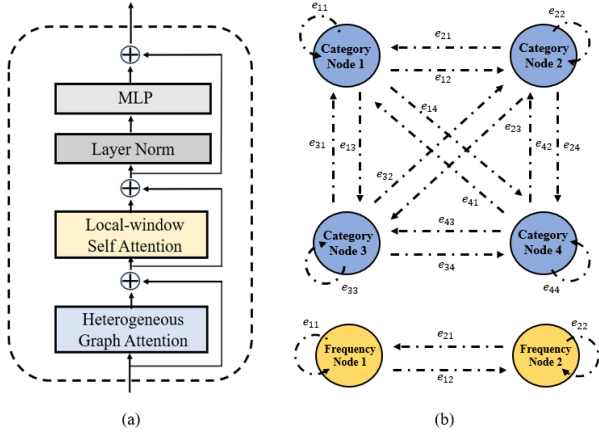 MLP
Layer Norm
Local-window
Self Attention
Heterogeneous
Graph Attention
(a)
e11
e22
Category
Node 1
e21
e12
Category
Node 2
e31
e13
e14
e23
e32
e41
e42
e24
Category
Node 3
e43
e34
Category
Node 4
e33
e44
e11
e22
Frequency
Node 1
e21
e12
Frequency
Node 2
(b)